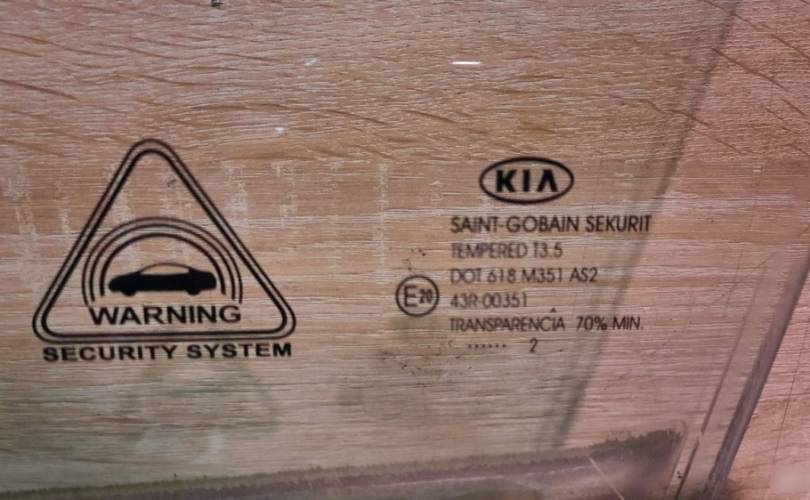 WARNING
SECURITY SYSTEM
KIA
SAINT-GOBAIN SEKURIT
TEMPERED T3.5
DOT 618 M351 AS2
E20
43R-00351
TRANSPARENCIA 70% MIN.
...... 2